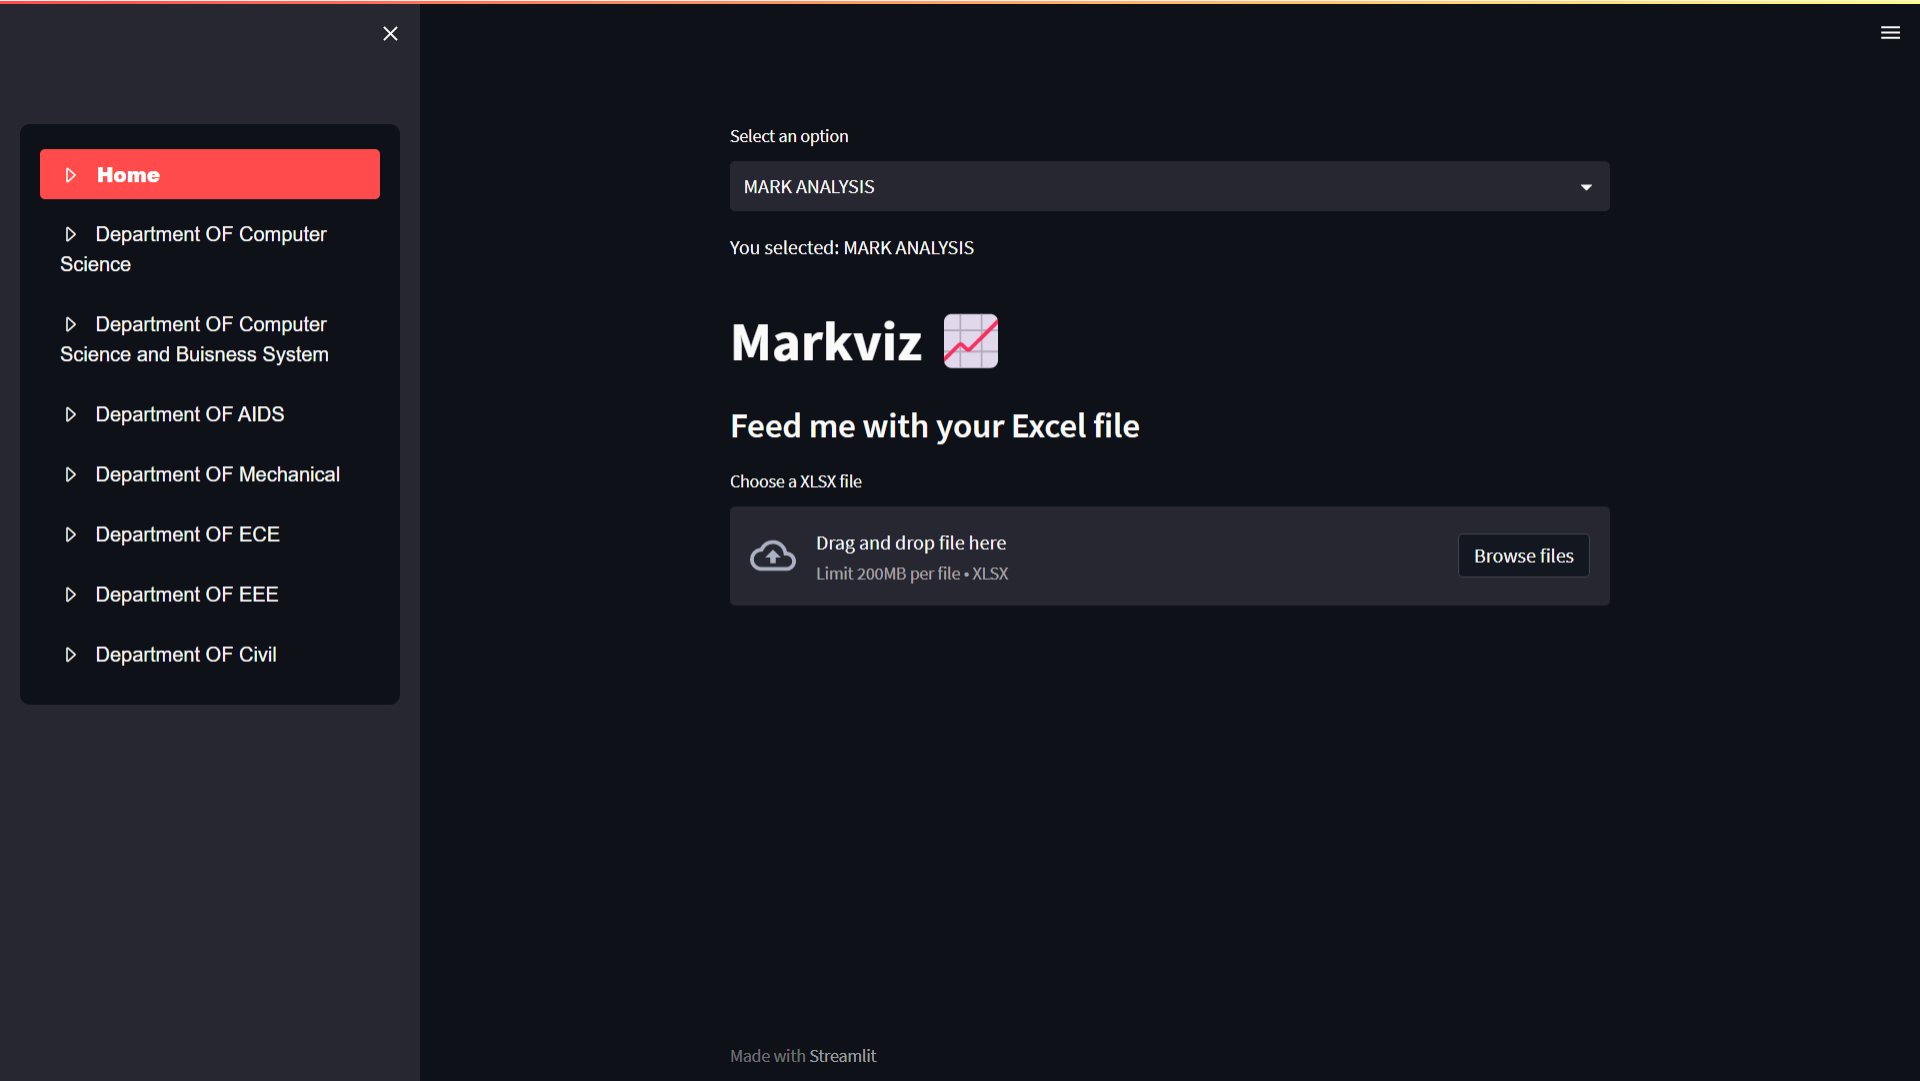 Home
Department OF Computer
Science
Department OF Computer
Science and Buisness System
Department OF AIDS
Department OF Mechanical
Department OF ECE
Department OF EEE
Department OF Civil
Select an option
MARK ANALYSIS
You selected: MARK ANALYSIS
Markviz
Feed me with your Excel file
Choose a XLSX file
Drag and drop file here
Limit 200MB per file • XLSX
Browse files
Made with Streamlit